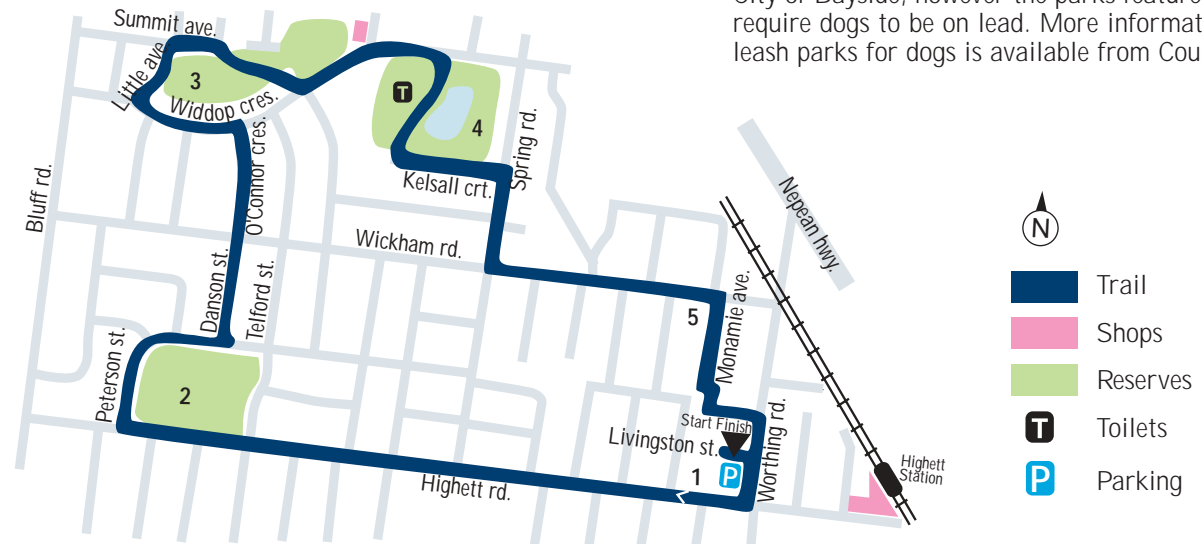 City of Bayside, however the parks feature
require dogs to be on lead. More informat
leash parks for dogs is available from Cou
Summit ave.
Little ave.
3
Widdop cres.
T
4
Spring rd.
Kelsall crt.
O'Connor cres.
Bluff rd.
Wickham rd.
Nepean hwy.
N
Trail
Shops
Reserves
T
Toilets
P
Parking
Danson st.
Telford st.
Peterson st.
2
5
Monamie ave.
Start Finish
Livingston st.
1
P
Worthing rd.
Highett rd.
Highett
Station